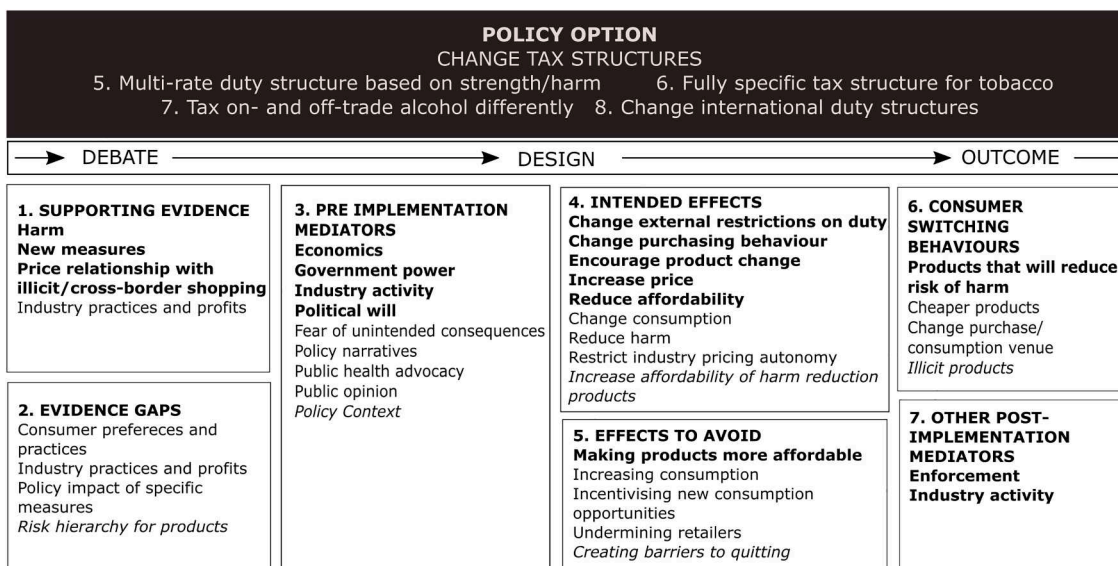 POLICY OPTION
CHANGE TAX STRUCTURES
5. Multi-rate duty structure based on strength/harm 6. Fully specific tax structure for tobacco
7. Tax on- and off-trade alcohol differently 8. Change international duty structures
DEBATE DESIGN OUTCOME
1. SUPPORTING EVIDENCE
Harm
New measures
Price relationship with
illicit/cross-border shopping
Industry practices and profits
2. EVIDENCE GAPS
Consumer prefereces and
practices
Industry practices and profits
Policy impact of specific
measures
Risk hierarchy for products
3. PRE IMPLEMENTATION
MEDIATORS
Economics
Government power
Industry activity
Political will
Fear of unintended consequences
Policy narratives
Public health advocacy
Public opinion
Policy Context
4. INTENDED EFFECTS
Change external restrictions on duty
Change purchasing behaviour
Encourage product change
Increase price
Reduce affordability
Change consumption
Reduce harm
Restrict industry pricing autonomy
Increase affordability of harm reduction
products
5. EFFECTS TO AVOID
Making products more affordable
Increasing consumption
Incentivising new consumption
opportunities
Undermining retailers
Creating barriers to quitting
6. CONSUMER
SWITCHING
BEHAVIOURS
Products that will reduce
risk of harm
Cheaper products
Change purchase/
consumption venue
Illicit products
7. OTHER POST-
IMPLEMENTATION
MEDIATORS
Enforcement
Industry activity